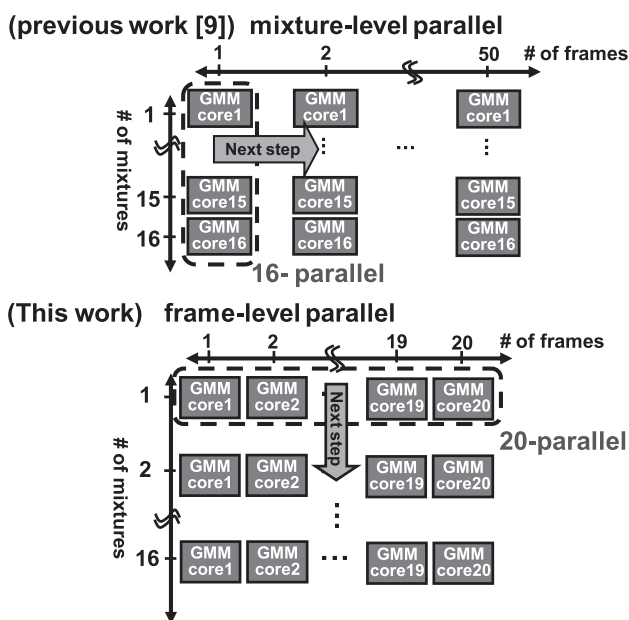 (previous work [9]) mixture-level parallel
1 2 50 # of frames
# of mixtures
1
GMM core1
GMM core1
GMM core1
Next step
15
GMM core15
GMM core15
GMM core15
16
GMM core16
GMM core16
GMM core16
16- parallel
(This work) frame-level parallel
1 2 19 20 # of frames
# of mixtures
1
GMM core1
GMM core2
GMM core19
GMM core20
Next step
20-parallel
2
GMM core1
GMM core2
GMM core19
GMM core20
16
GMM core1
GMM core2
GMM core19
GMM core20